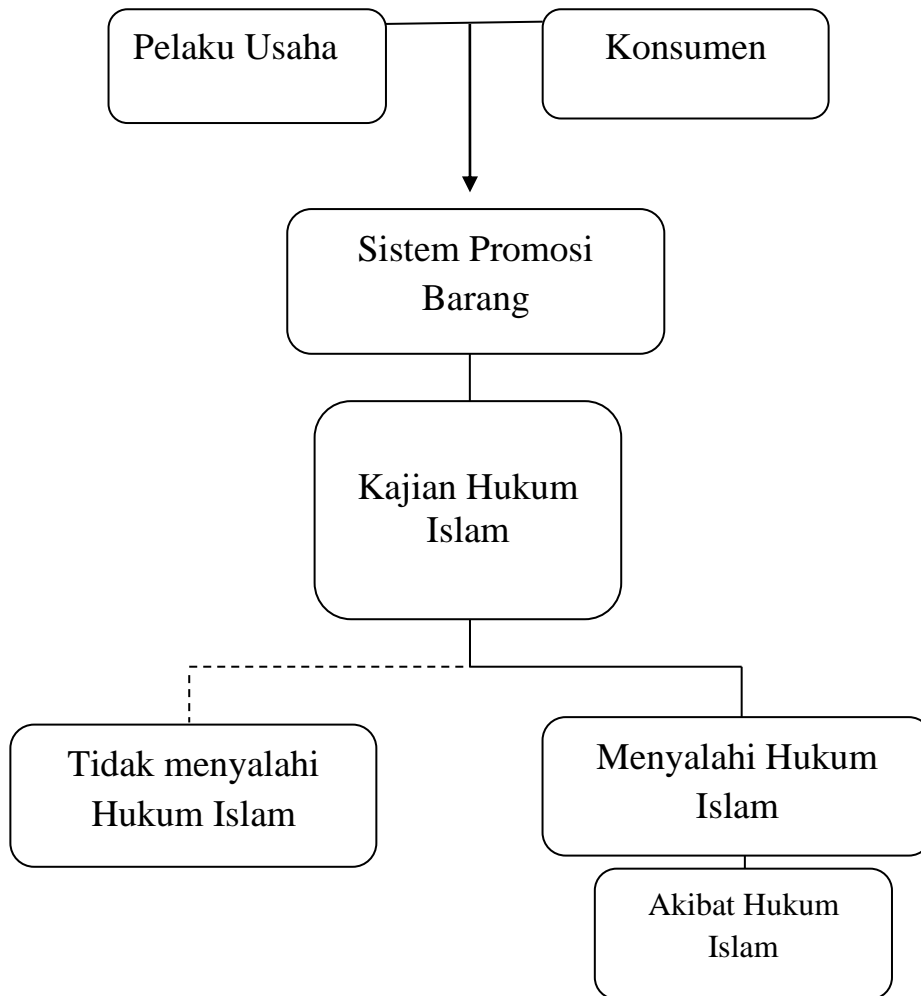 Pelaku Usaha
Konsumen
Sistem Promosi
Barang
Kajian Hukum
Islam
Tidak menyalahi
Hukum Islam
Menyalahi Hukum
Islam
Akibat Hukum
Islam